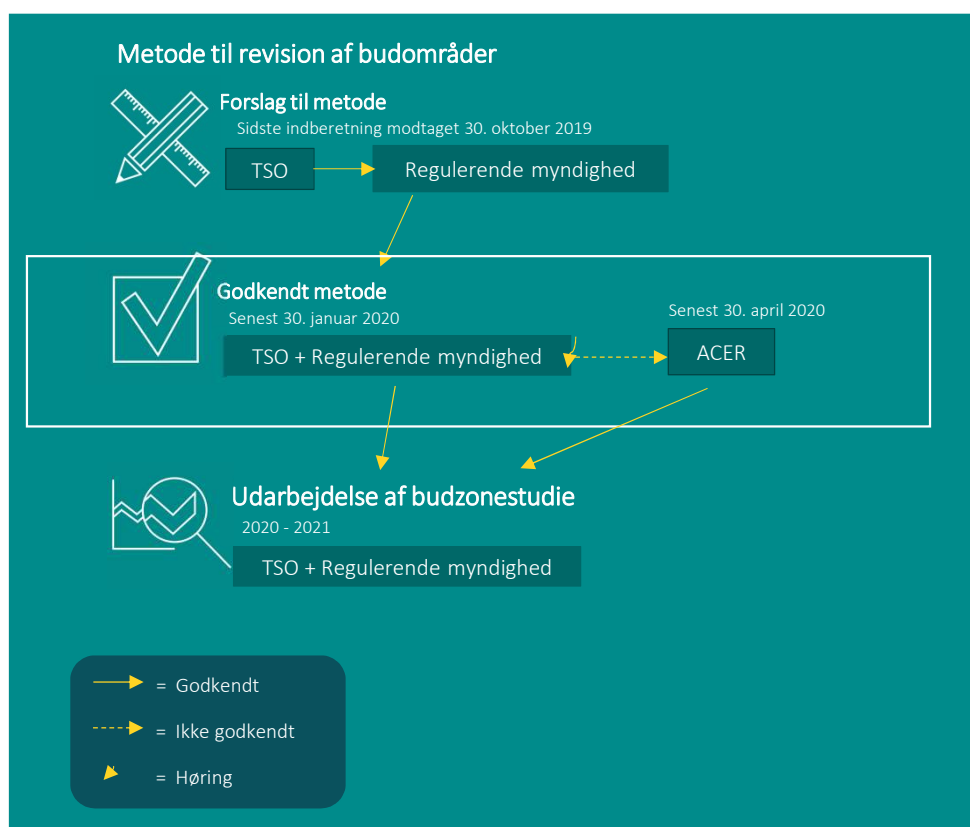 Metode til revision af budområder
Forslag til metode
Sidste indberetning modtaget 30. oktober 2019
TSO
Regulerende myndighed
Godkendt metode
Senest 30. januar 2020
TSO + Regulerende myndighed
Senest 30. april 2020
ACER
Udarbejdelse af budzonestudie
2020 - 2021
TSO + Regulerende myndighed
= Godkendt
= Ikke godkendt
= Høring